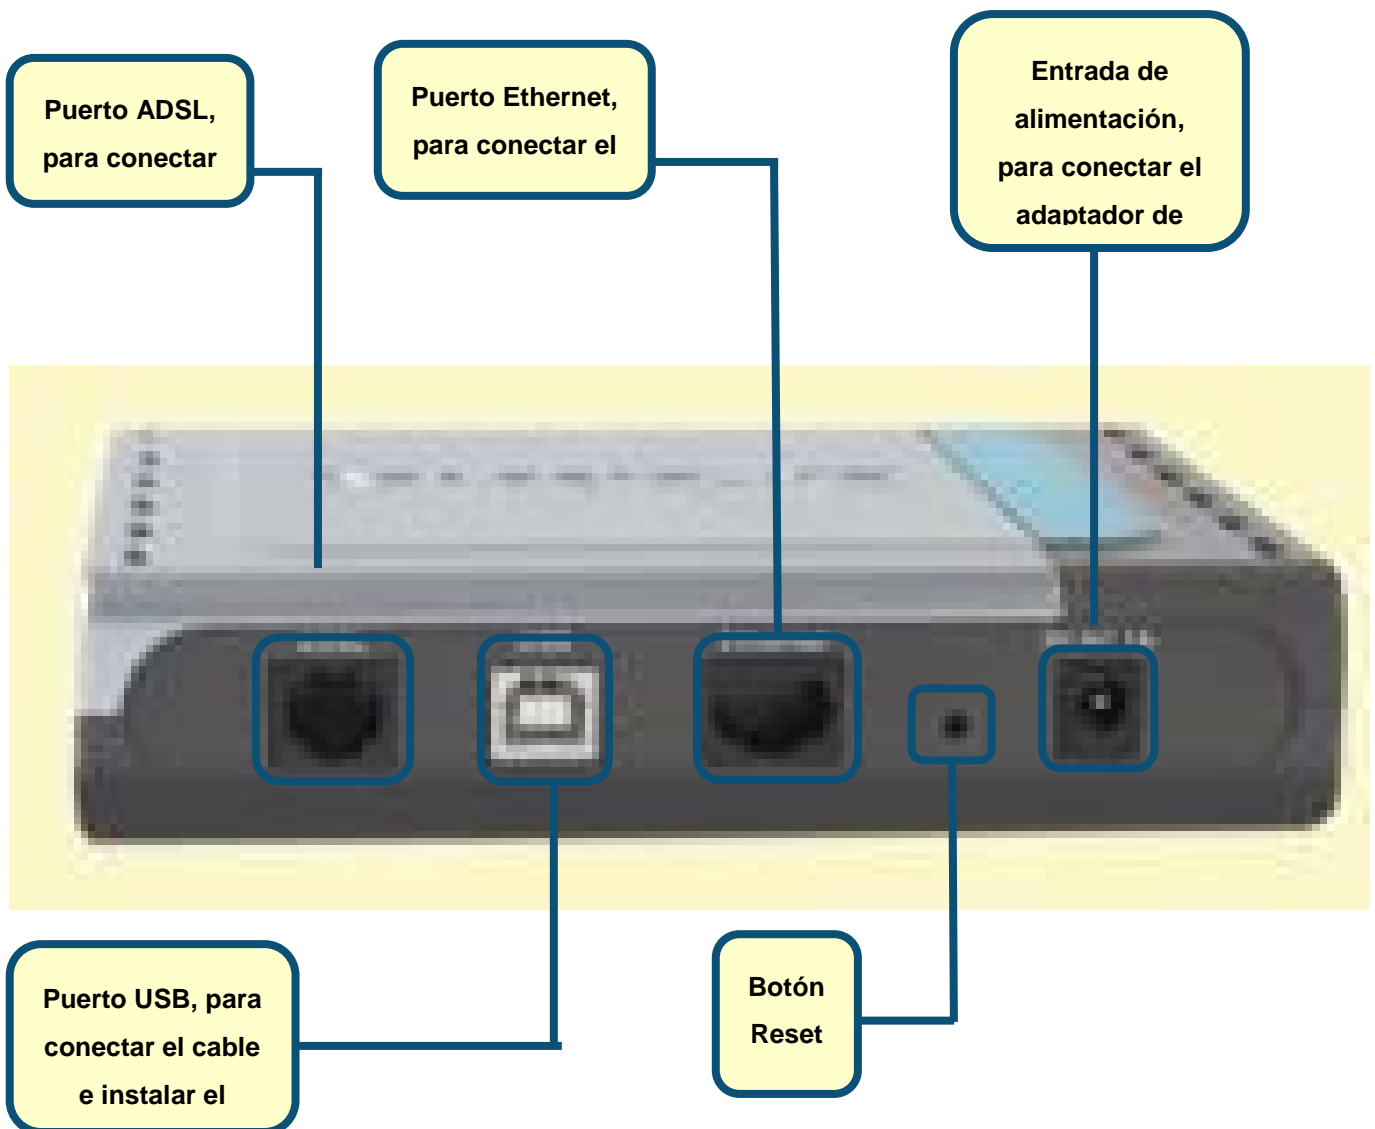 Puerto ADSL,
para conectar
Puerto Ethernet,
para conectar el
Entrada de
alimentación,
para conectar el
adaptador de
Puerto USB, para
conectar el cable
e instalar el
Botón
Reset